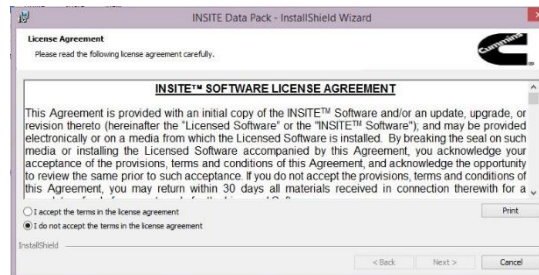 INSITE Data Pack - InstallShield Wizard
License Agreement
Please read the following license agreement carefully.
Cummins
INSITE™ SOFTWARE LICENSE AGREEMENT
This Agreement is provided with an initial copy of the INSITE™ Software and/or an update, upgrade, or
revision thereto (hereinafter the "Licensed Software" or the "INSITE™ Software"); and may be provided
electronically or on a media from which the Licensed Software is installed. By breaking the seal on such
media or installing the Licensed Software accompanied by this Agreement, you acknowledge your
acceptance of the provisions, terms and conditions of this Agreement, and acknowledge the opportunity
to review the same prior to such acceptance. If you do not accept the provisions, terms and conditions of
this Agreement, you may return within 30 days all materials received in connection therewith for a
I accept the terms in the license agreement
Print
I do not accept the terms in the license agreement
InstallShield
< Back
Next >
Cancel